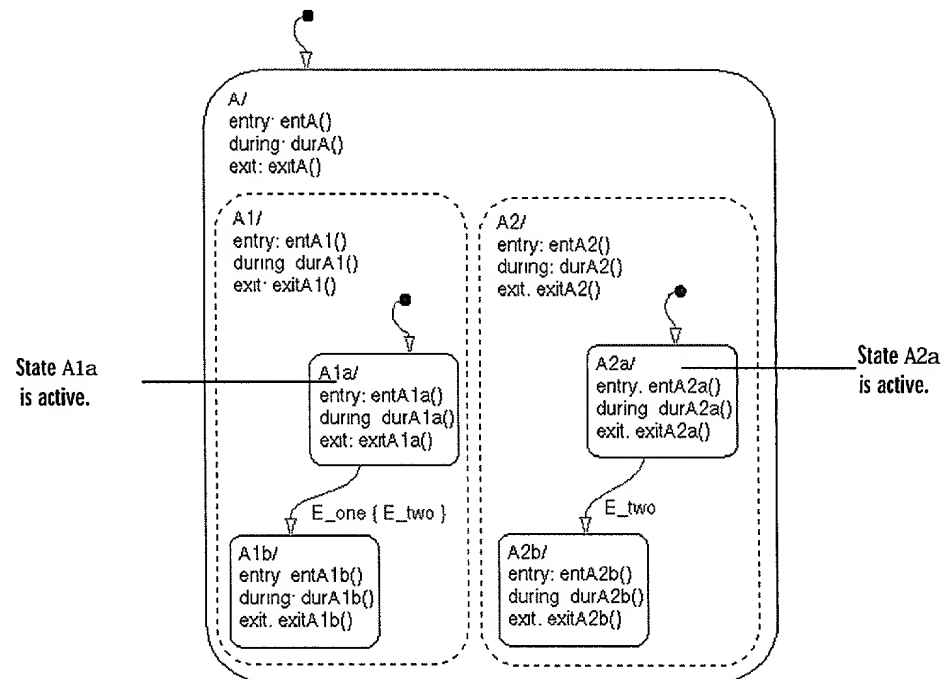 A/
entry· entA()
during· durA()
exit: exitA()
A1/
entry: entA1()
during durA1()
exit· exitA1()
A2/
entry: entA2()
during: durA2()
exit. exitA2()
State A1a
is active.
A1a/
entry: entA1a()
during durA1a()
exit: exitA1a()
A2a/
entry. entA2a()
during durA2a()
exit. exitA2a()
State A2a
is active.
E_one { E_two }
E_two
A1b/
entry entA1b()
during· durA1b()
exit. exitA1b()
A2b/
entry: entA2b()
during durA2b()
exit. exitA2b()